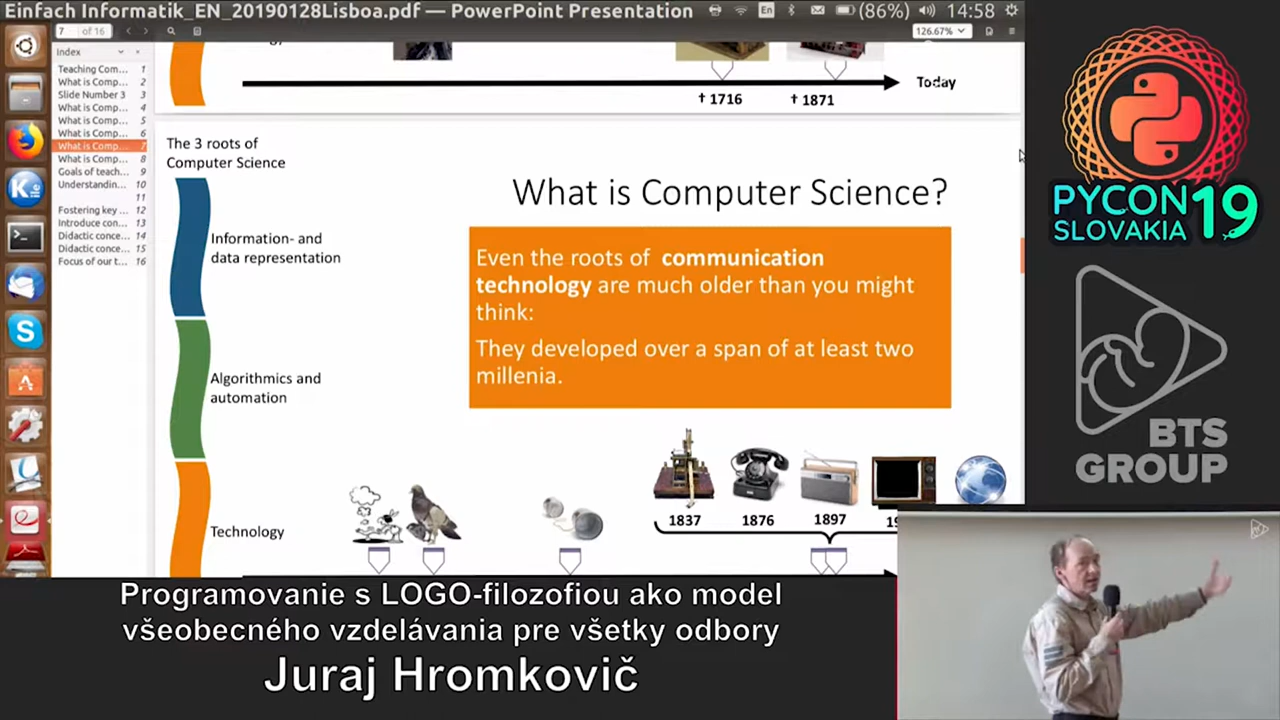 Einfach Informatik_EN_20190128Lisboa.pdf — PowerPoint Presentation
En
(86%)
14:58
7
of 16
126.67%
Index
Teaching Com... 1
What is Comp... 2
Slide Number 3 3
What is Comp... 4
What is Comp... 5
What is Comp... 6
What is Comp... 7
What is Comp... 8
Goals of teach... 9
Understandin... 10
11
Fostering key ... 12
Introduce con... 13
Didactic conce... 14
Didactic conce... 15
Focus of our t... 16
Today
† 1716
† 1871
The 3 roots of
Computer Science
What is Computer Science?
Information- and
data representation
Even the roots of communication
technology are much older than you might
think:
They developed over a span of at least two
millenia.
Algorithmics and
automation
Technology
1837
1876
1897
PYCON 19
SLOVAKIA
BTS
GROUP
Programovanie s LOGO-filozofiou ako model
všeobecného vzdelávania pre všetky odbory
Juraj Hromkovič